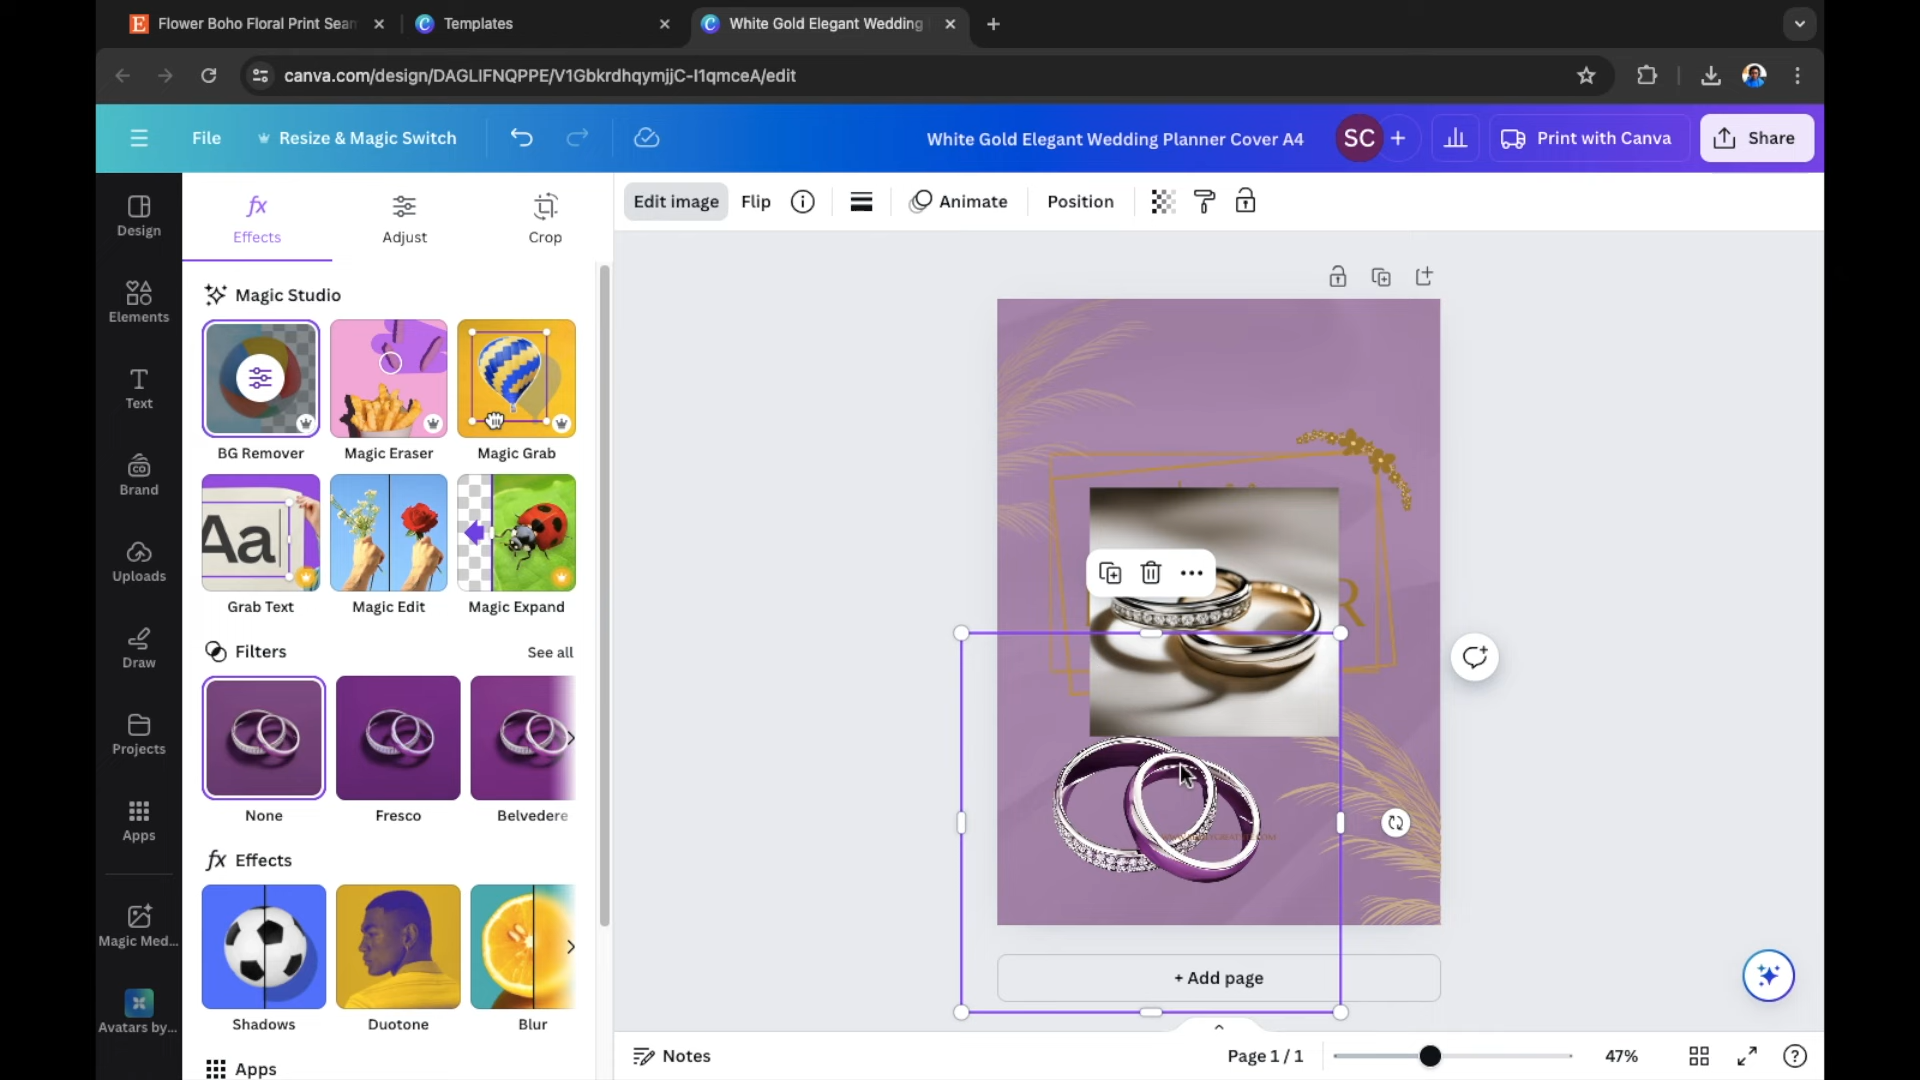 Flower Boho Floral Print Sean
Templates
White Gold Elegant Wedding
canva.com/design/DAGLIFNQPPE/V1GbkrdhqymjjC-I1qmceA/edit
File
Resize & Magic Switch
White Gold Elegant Wedding Planner Cover A4
SC
Print with Canva
Share
Design
Elements
Text
Brand
Uploads
Draw
Projects
Apps
Magic Med...
Avatars by...
Effects
Adjust
Crop
Edit image
Flip
Animate
Position
Magic Studio
BG Remover
Magic Eraser
Magic Grab
Aa
Grab Text
Magic Edit
Magic Expand
Filters
See all
None
Fresco
Belvedere
fx Effects
Shadows
Duotone
Blur
Apps
R
+ Add page
Notes
Page 1 / 1
47%